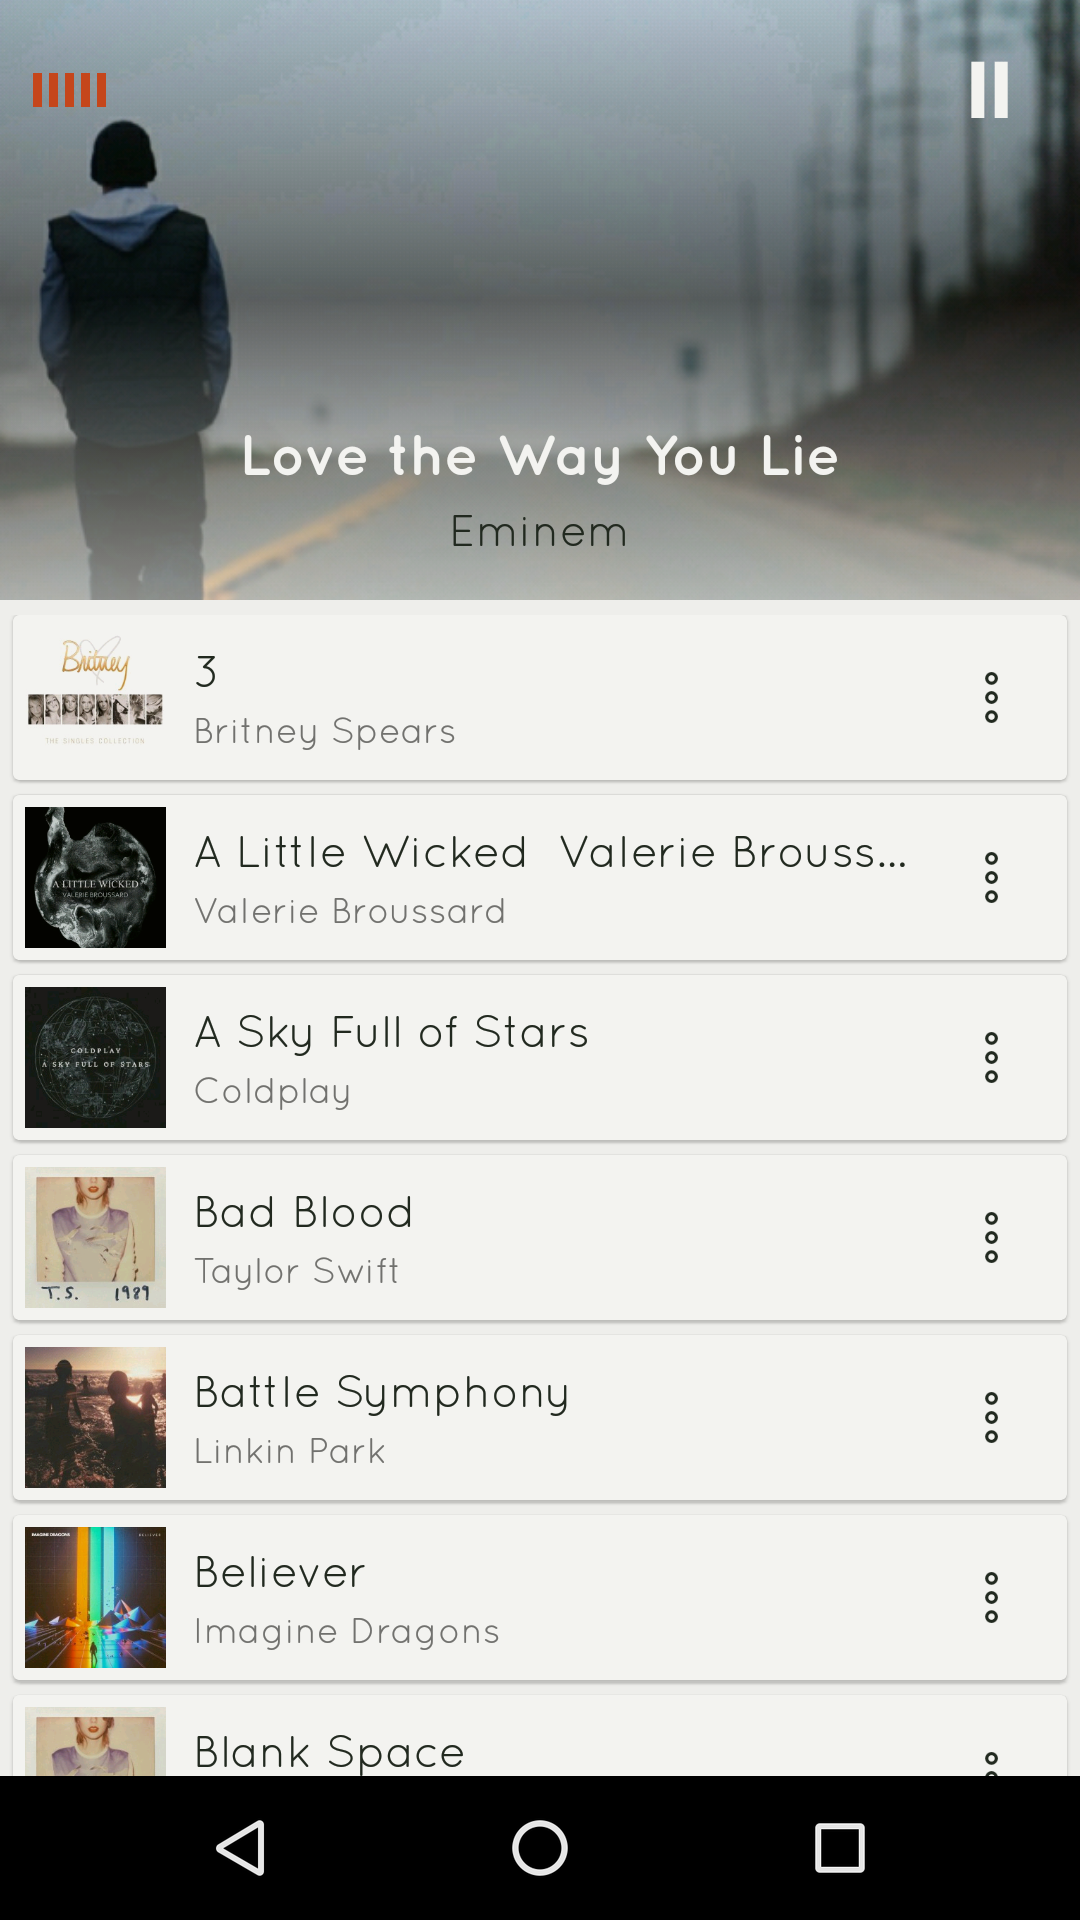 Love the Way You Lie
Eminem
Britney
THE SINGLES COLLECTION
3
Britney Spears
A LITTLE WICKED
VALERIE BROUSSARD
A Little Wicked  Valerie Brouss...
Valerie Broussard
COLDPLAY
A SKY FULL OF STARS
A Sky Full of Stars
Coldplay
T.S. 1989
Bad Blood
Taylor Swift
Battle Symphony
Linkin Park
IMAGINE DRAGONS BELIEVER
Believer
Imagine Dragons
Blank Space